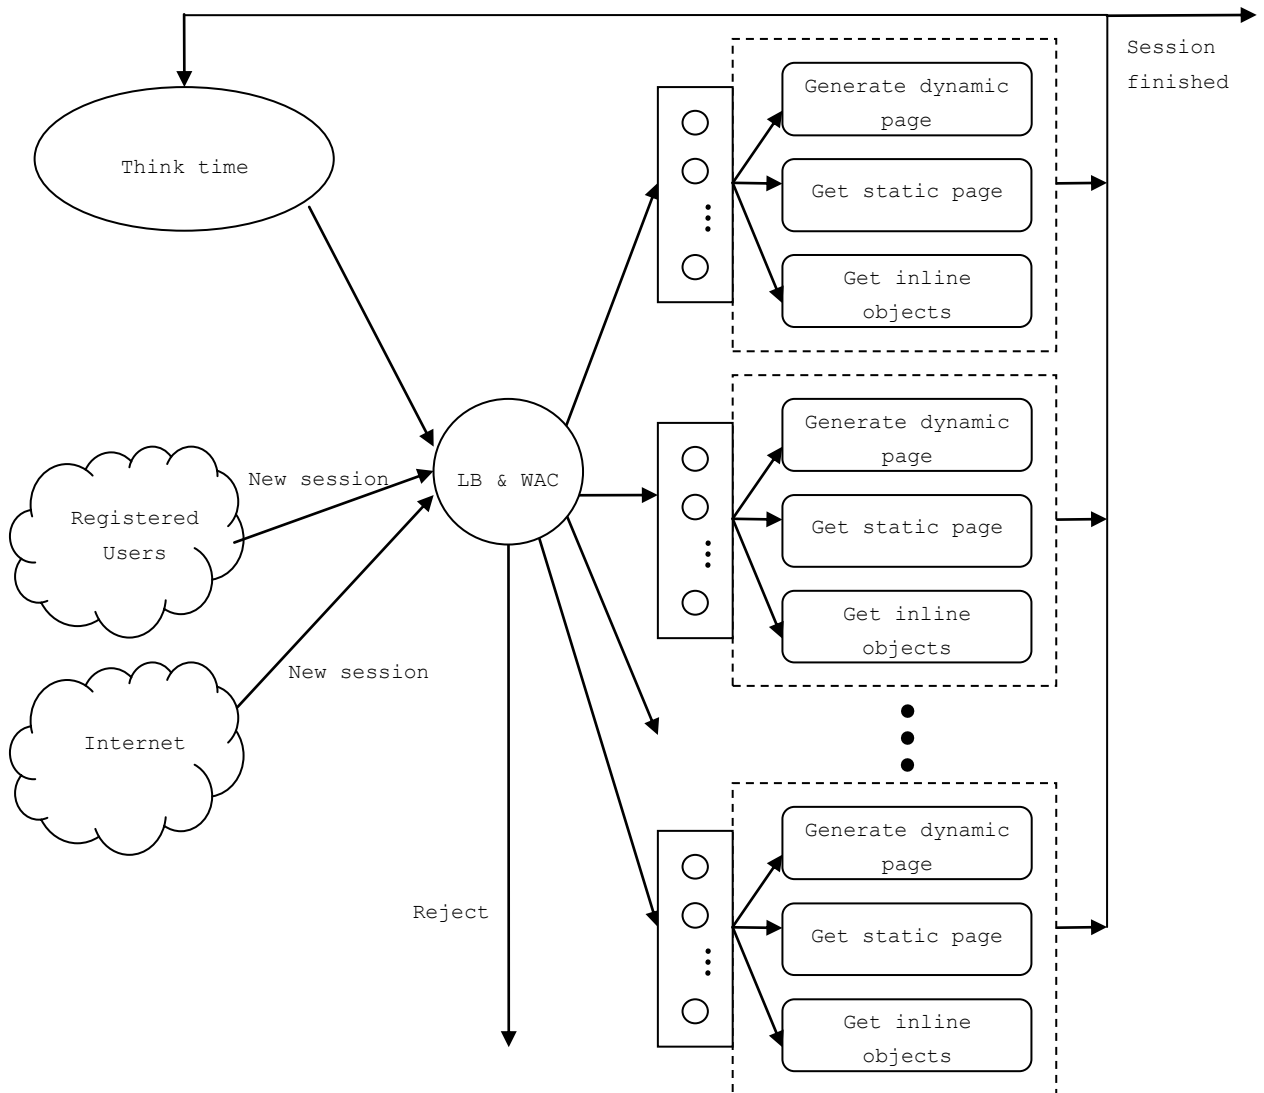 Session
finished
Generate dynamic
page
Think time
Get static page
Get inline
objects
Generate dynamic
page
New session
LB & WAC
Registered
Users
Get static page
Get inline
objects
New session
Internet
Generate dynamic
page
Reject
Get static page
Get inline
objects